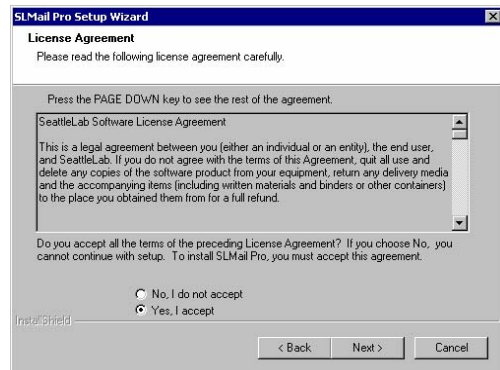 SLMail Pro Setup Wizard
License Agreement
Please read the following license agreement carefully.
Press the PAGE DOWN key to see the rest of the agreement.
SeattleLab Software License Agreement
This is a legal agreement between you (either an individual or an entity), the end user,
and SeattleLab. If you do not agree with the terms of this Agreement, quit all use and
delete any copies of the software product from your equipment, return any delivery media
and the accompanying items (including written materials and binders or other containers)
to the place you obtained them from for a full refund.
Do you accept all the terms of the preceding License Agreement? If you choose No, you
cannot continue with setup. To install SLMail Pro, you must accept this agreement.
No, I do not accept
Yes, I accept
InstallShield
< Back
Next >
Cancel